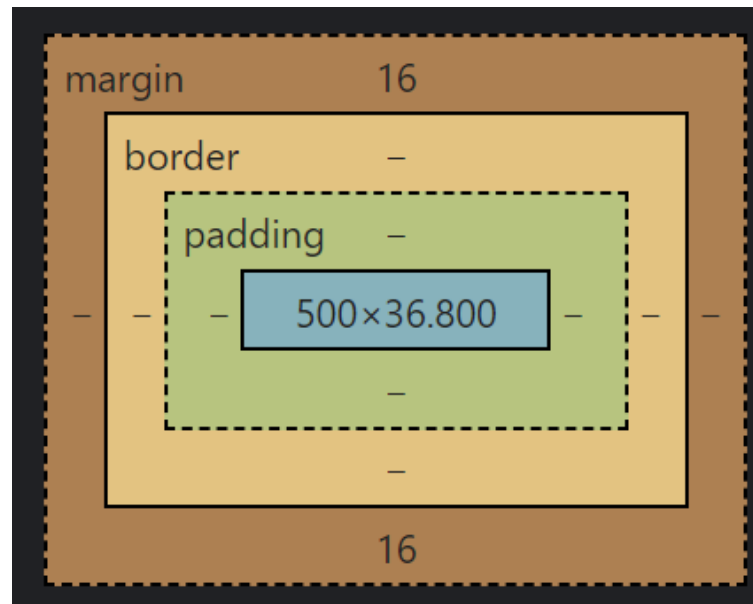 margin 16
border –
padding –
– – – 500×36.800 – – –
–
–
16